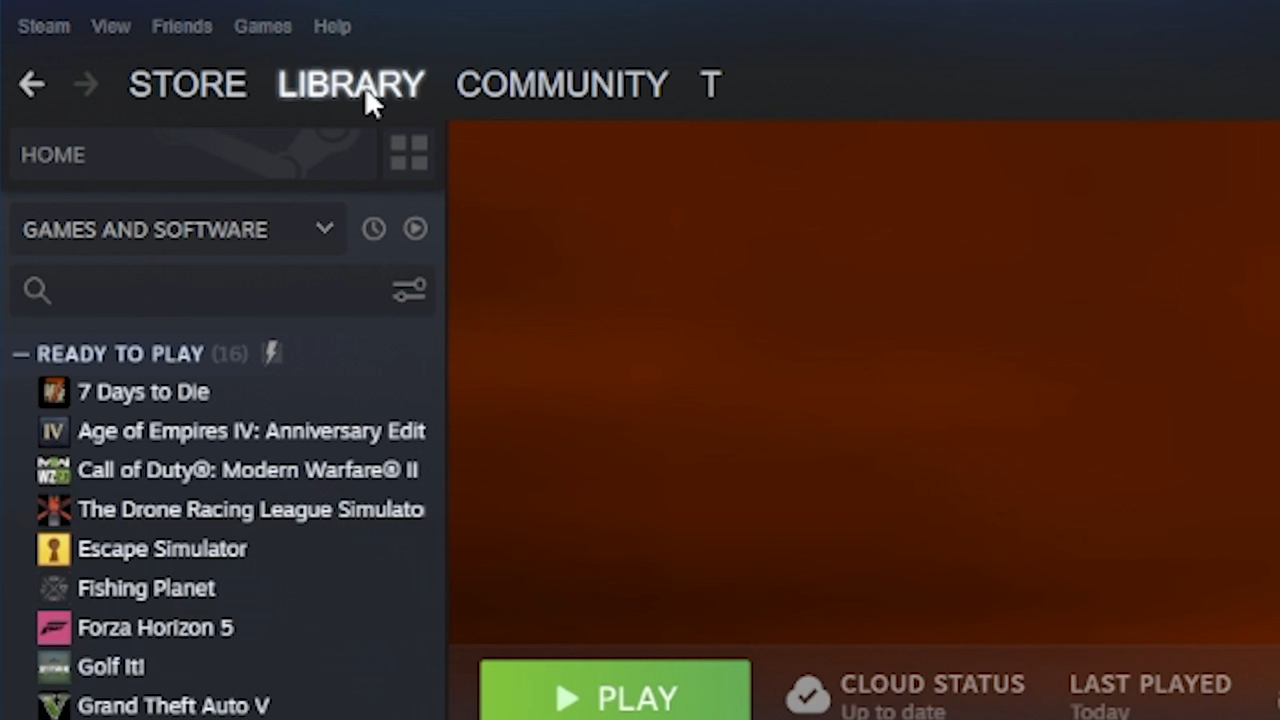 Steam View Friends Games Help
STORE LIBRARY COMMUNITY T
HOME
GAMES AND SOFTWARE
READY TO PLAY (16)
7 Days to Die
IV Age of Empires IV: Anniversary Edit
Call of Duty®: Modern Warfare® II
The Drone Racing League Simulato
Escape Simulator
Fishing Planet
Forza Horizon 5
Golf It!
Grand Theft Auto V
PLAY
CLOUD STATUS
Up to date
LAST PLAYED
Today